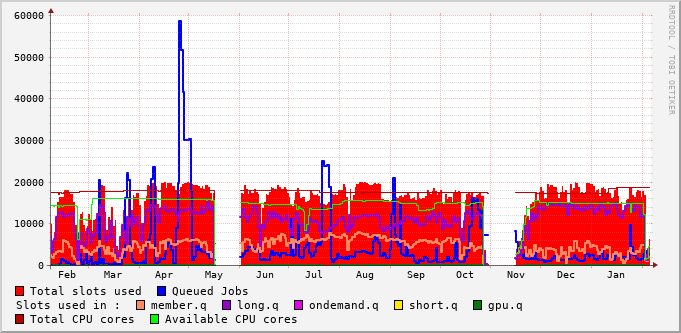 60000
50000
40000
30000
20000
10000
0
Feb Mar Apr May Jun Jul Aug Sep Oct Nov Dec Jan
RRDTOOL / TOBI OETIKER
Total slots used Queued Jobs
Slots used in : member.q long.q ondemand.q short.q gpu.q
Total CPU cores Available CPU cores